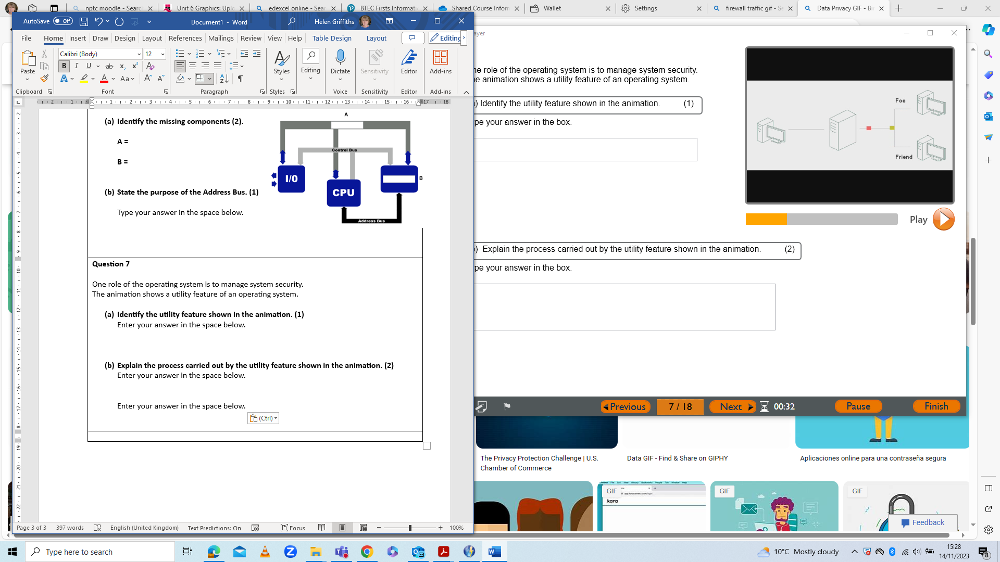 nptc moodle - Searc
Unit 6 Graphics: Uplo
edexcel online - Sear
BTEC Firsts Informati
Shared Course Inform
Wallet
Settings
firewall traffic gif - Se
Data Privacy GIF - Bin
AutoSave Off
Document1 - Word
Helen Griffiths
File Home Insert Draw Design Layout References Mailings Review View Help Table Design Layout Editing
Calibri (Body) 12
Paste
Styles
Editing
Dictate
Sensitivity
Editor
Add-ins
Clipboard Font Paragraph Styles Voice Sensitivity Editor Add-ins
(a) Identify the missing components (2).
A =
B =
(b) State the purpose of the Address Bus. (1)
Type your answer in the space below.
A
Control Bus
I/O
CPU
B
Address Bus
Question 7
One role of the operating system is to manage system security.
The animation shows a utility feature of an operating system.
(a) Identify the utility feature shown in the animation. (1)
Enter your answer in the space below.
(b) Explain the process carried out by the utility feature shown in the animation. (2)
Enter your answer in the space below.
Enter your answer in the space below.
(Ctrl)
Page 3 of 3 397 words English (United Kingdom) Text Predictions: On Focus 100%
ayer
ne role of the operating system is to manage system security.
ne animation shows a utility feature of an operating system.
) Identify the utility feature shown in the animation. (1)
pe your answer in the box.
Foe
Friend
Play
) Explain the process carried out by the utility feature shown in the animation. (2)
pe your answer in the box.
Previous 7 / 18 Next 00:32 Pause Finish
The Privacy Protection Challenge | U.S.
Chamber of Commerce
Data GIF - Find & Share on GIPHY
Aplicaciones online para una contraseña segura
GIF
kara
GIF
GIF
Feedback
Type here to search
10°C Mostly cloudy
15:28
14/11/2023
8